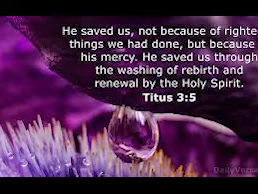 He saved us, not because of righte
things we had done, but because
his mercy. He saved us through
the washing of rebirth and
renewal by the Holy Spirit.
Titus 3:5
DailyVerse